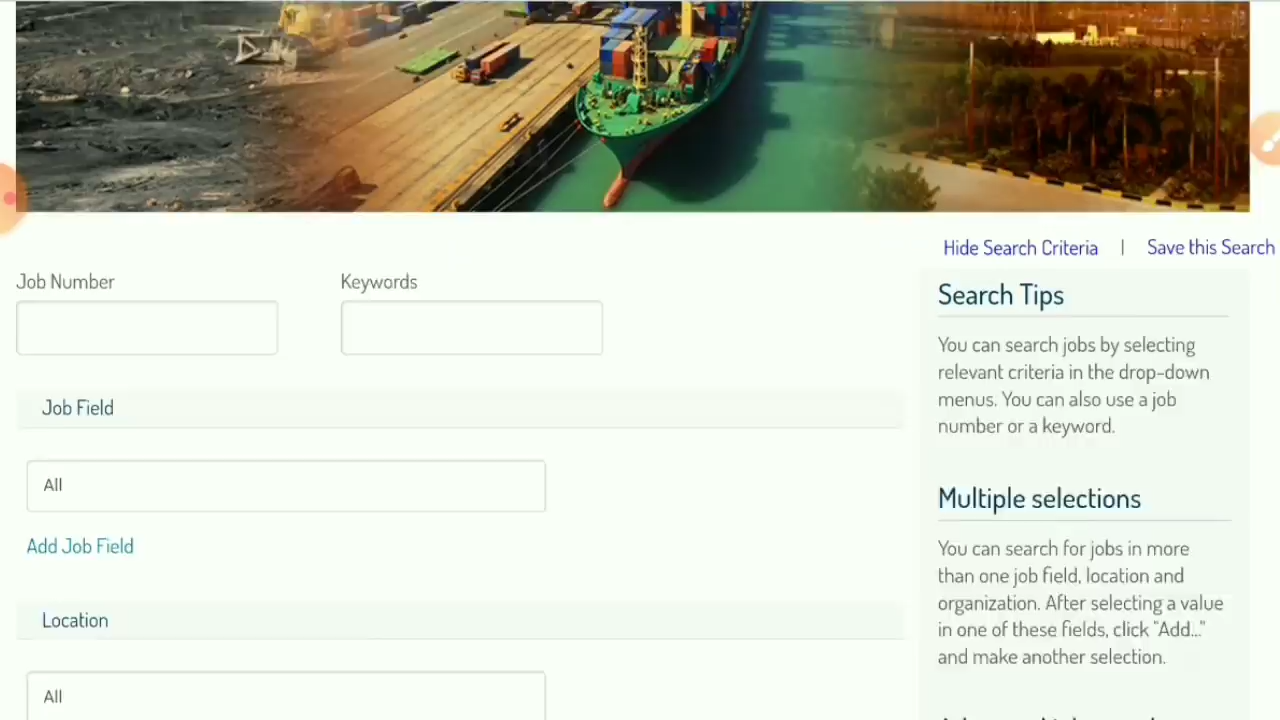 Hide Search Criteria | Save this Search
Job Number
Keywords
Search Tips
You can search jobs by selecting
relevant criteria in the drop-down
menus. You can also use a job
number or a keyword.
Job Field
All
Add Job Field
Multiple selections
You can search for jobs in more
than one job field, location and
organization. After selecting a value
in one of these fields, click "Add..."
and make another selection.
Location
All